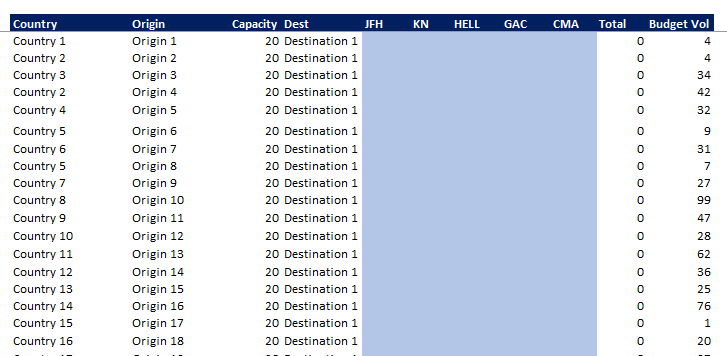 Country Origin Capacity Dest JFH KN HELL GAC CMA Total Budget Vol
Country 1 Origin 1 20 Destination 1 0 4
Country 2 Origin 2 20 Destination 1 0 4
Country 3 Origin 3 20 Destination 1 0 34
Country 2 Origin 4 20 Destination 1 0 42
Country 4 Origin 5 20 Destination 1 0 32
Country 5 Origin 6 20 Destination 1 0 9
Country 6 Origin 7 20 Destination 1 0 31
Country 5 Origin 8 20 Destination 1 0 7
Country 7 Origin 9 20 Destination 1 0 27
Country 8 Origin 10 20 Destination 1 0 99
Country 9 Origin 11 20 Destination 1 0 47
Country 10 Origin 12 20 Destination 1 0 28
Country 11 Origin 13 20 Destination 1 0 62
Country 12 Origin 14 20 Destination 1 0 36
Country 13 Origin 15 20 Destination 1 0 25
Country 14 Origin 16 20 Destination 1 0 76
Country 15 Origin 17 20 Destination 1 0 1
Country 16 Origin 18 20 Destination 1 0 20